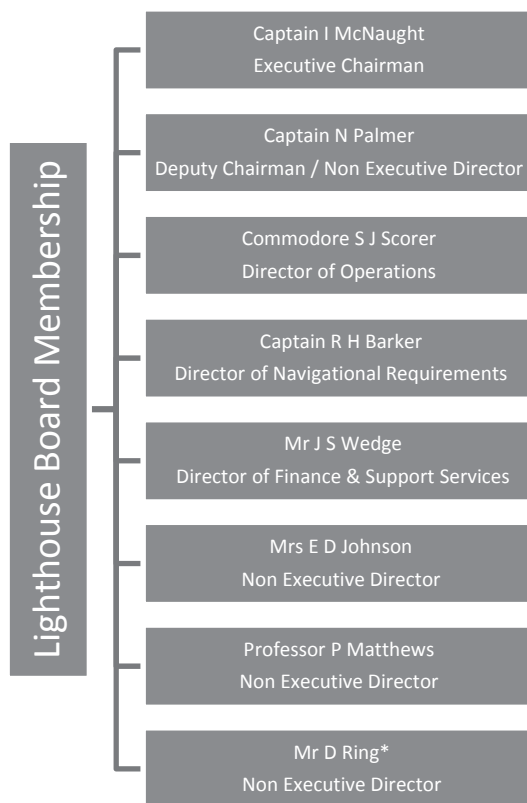 Lighthouse Board Membership
Captain I McNaught
Executive Chairman
Captain N Palmer
Deputy Chairman / Non Executive Director
Commodore S J Scorer
Director of Operations
Captain R H Barker
Director of Navigational Requirements
Mr J S Wedge
Director of Finance & Support Services
Mrs E D Johnson
Non Executive Director
Professor P Matthews
Non Executive Director
Mr D Ring*
Non Executive Director